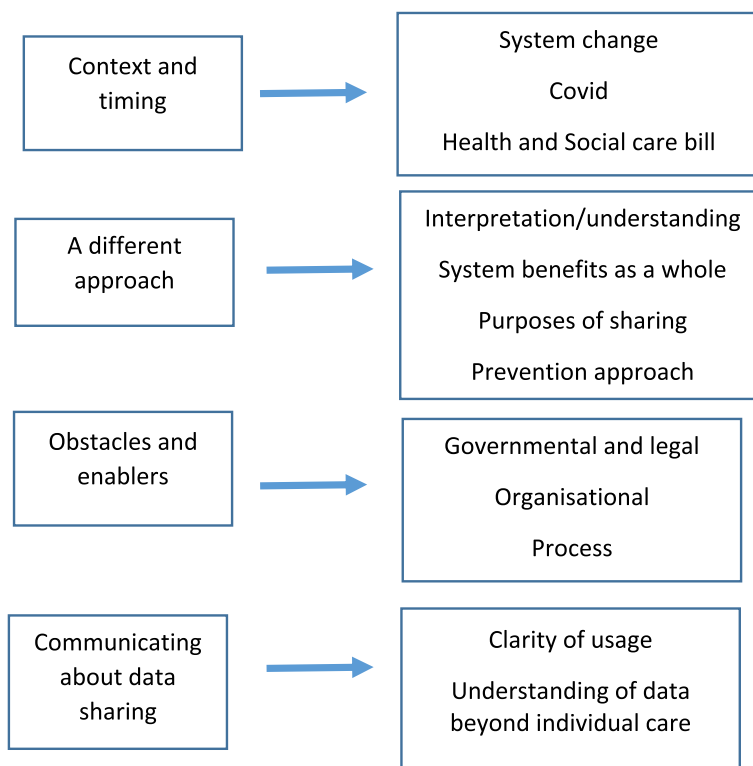 Context and
timing
System change
Covid
Health and Social care bill
A different
approach
Interpretation/understanding
System benefits as a whole
Purposes of sharing
Prevention approach
Obstacles and
enablers
Governmental and legal
Organisational
Process
Communicating
about data
sharing
Clarity of usage
Understanding of data
beyond individual care